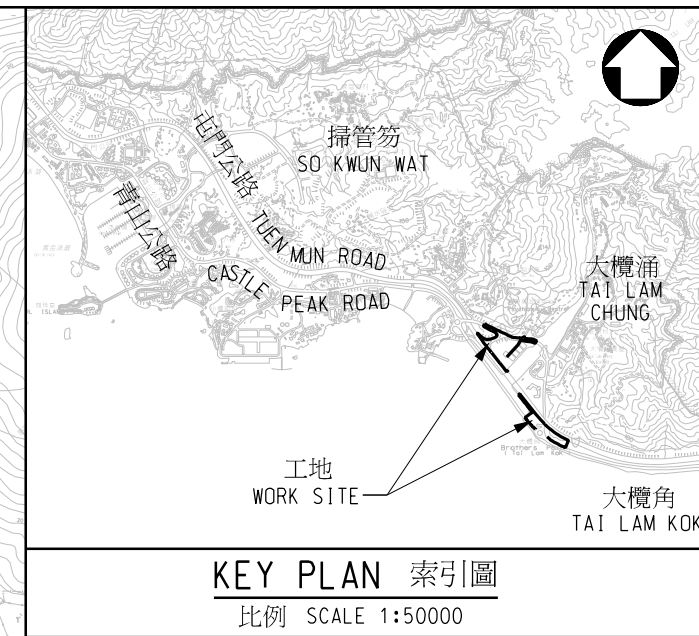 屯門公路
掃管笏
SO KWUN WAT
青山公路
TUEN MUN ROAD
大欖涌
TAI LAM
CHUNG
CASTLE PEAK ROAD
工地
WORK SITE
大欖角
TAI LAM KOK
KEY PLAN 索引圖
比例 SCALE 1:50000